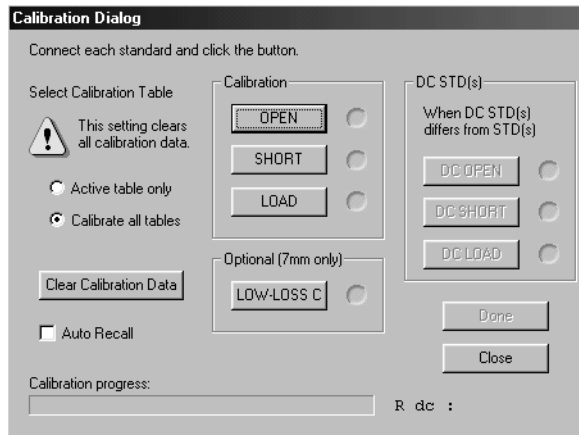 Calibration Dialog
Connect each standard and click the button.
Select Calibration Table
This setting clears
all calibration data.
Active table only
Calibrate all tables
Clear Calibration Data
Auto Recall
Calibration
OPEN
SHORT
LOAD
Optional (7mm only)
LOW-LOSS C
DC STD(s)
When DC STD(s)
differs from STD(s)
DC OPEN
DC SHORT
DC LOAD
Done
Close
Calibration progress:
R dc :